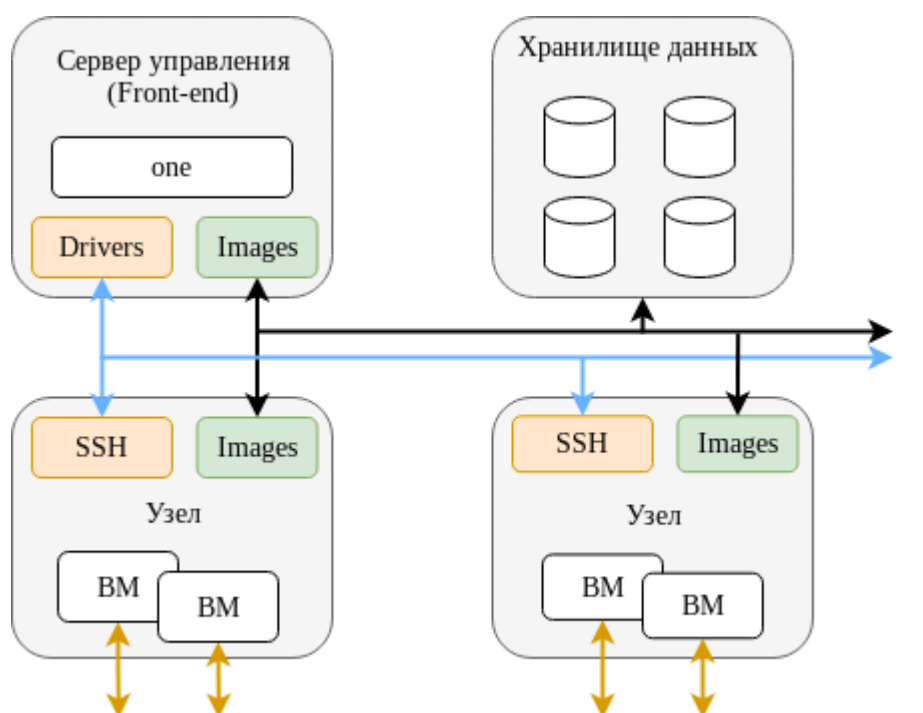 Сервер управления
(Front-end)
one
Drivers
Images
Хранилище данных
SSH
Images
Узел
ВМ
ВМ
SSH
Images
Узел
ВМ
ВМ